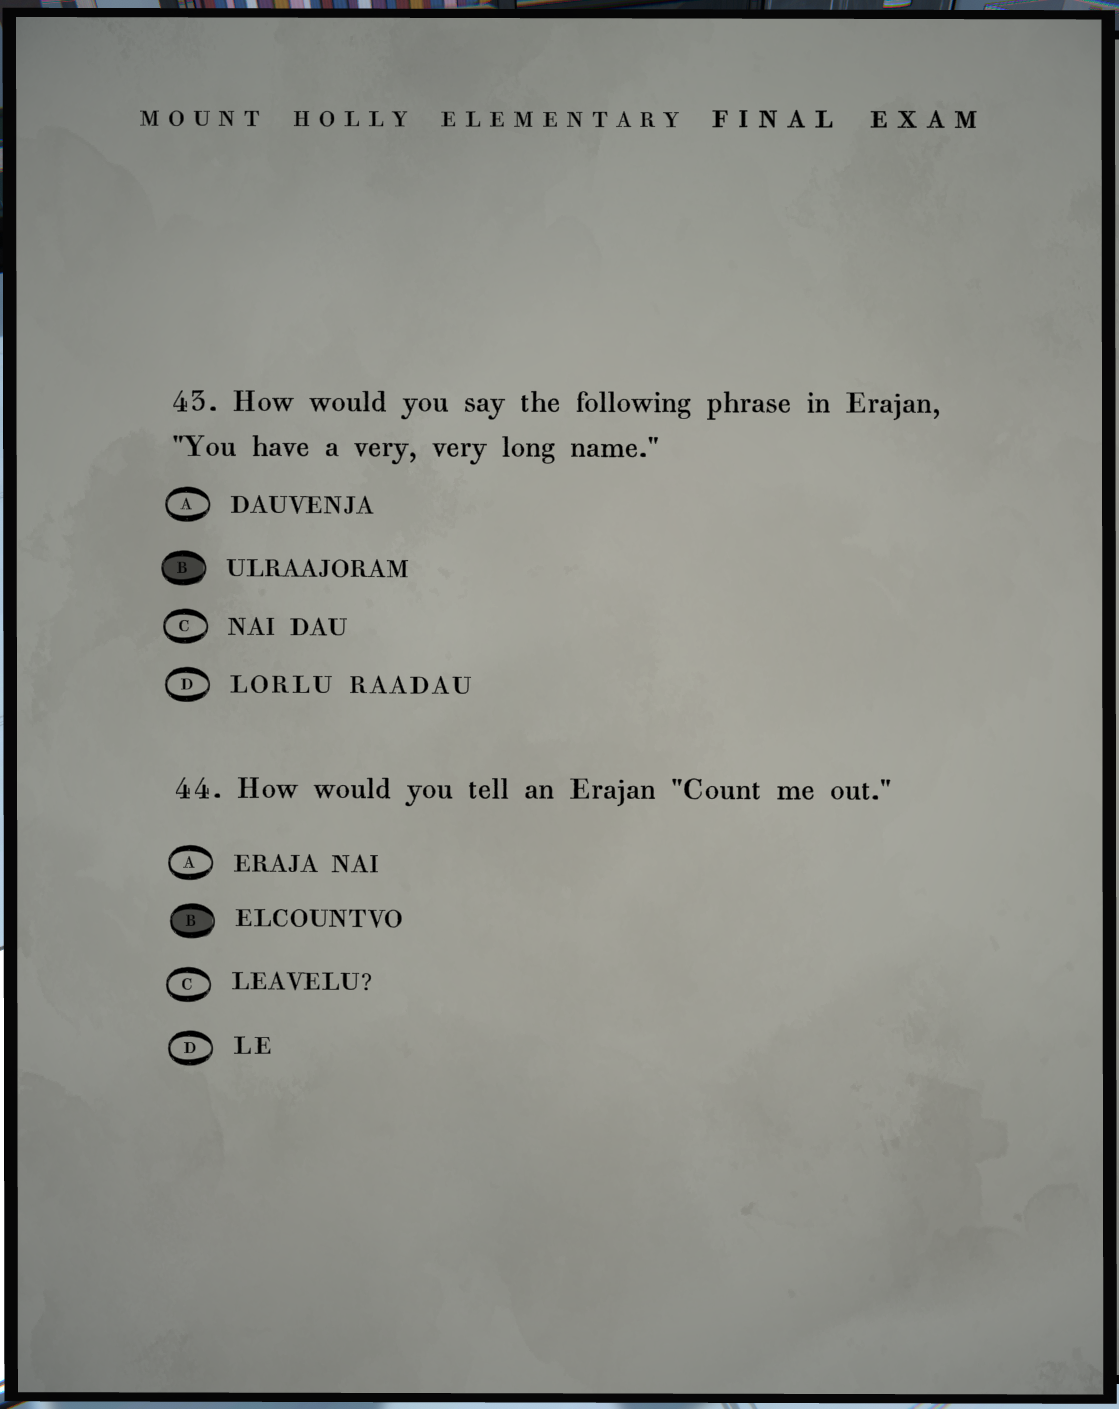 MOUNT HOLLY ELEMENTARY FINAL EXAM
43. How would you say the following phrase in Erajan,
"You have a very, very long name."
A DAUVENJA
B ULRAAJORAM
C NAI DAU
D LORLU RAADAU
44. How would you tell an Erajan "Count me out."
A ERAJA NAI
B ELCOUNTVO
C LEAVELU?
D LE